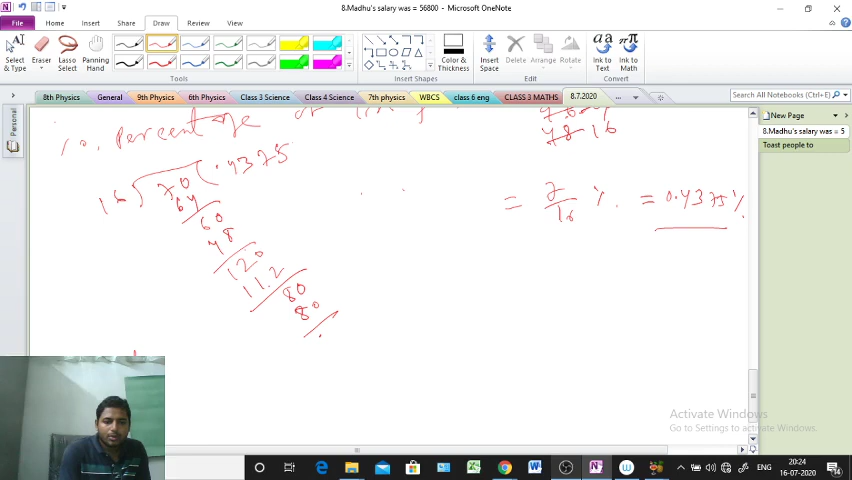 8.Madhu's salary was = 56800 - Microsoft OneNote
File Home Insert Draw Review View
Select & Type Eraser Lasso Select Panning Hand Color & Thickness Insert Space Delete Arrange Rotate Ink to Text Ink to Math
Tools Insert Shapes Edit Convert
8th Physics General 9th Physics 6th Physics Class 3 Science Class 4 Science 7th physics WBCS class 6 eng CLASS 3 MATHS 8.7.2020 ... Search All Notebooks (Ctrl+E)
Personal
New Page
8.Madhu's salary was = 5
Toast people to
Percentage of
16
16 70 .4375
64
60
48
120
112
80
80
= 7/16 % = 0.4375%
Activate Windows
Go to Settings to activate Windows.
ENG 20:24 16-07-2020 14